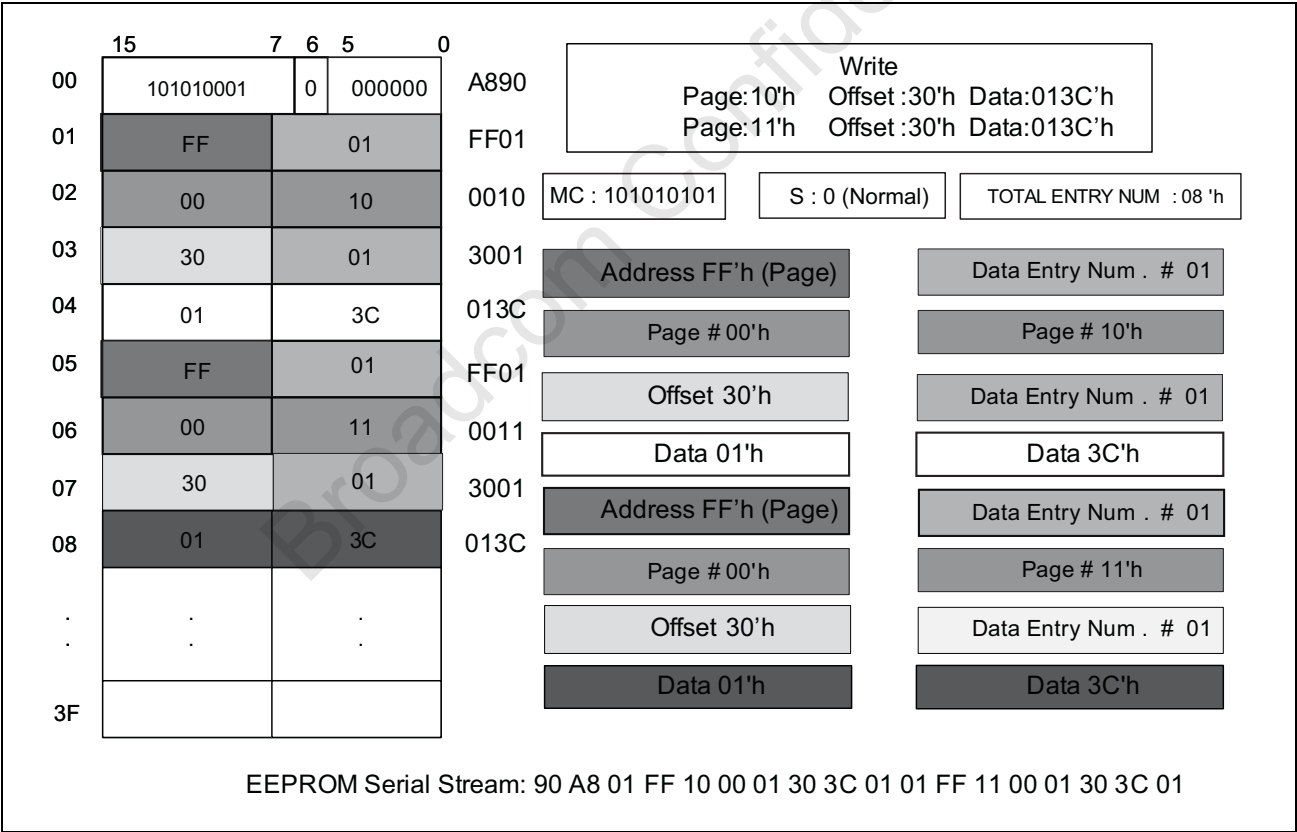 15 7 6 5 0
00 101010001 0 000000 A890
01 FF 01 FF01
02 00 10 0010
03 30 01 3001
04 01 3C 013C
05 FF 01 FF01
06 00 11 0011
07 30 01 3001
08 01 3C 013C
. . .
. . .
3F
Write
Page:10'h Offset :30'h Data:013C’h
Page:11'h Offset :30'h Data:013C’h
MC : 101010101 S : 0 (Normal) TOTAL ENTRY NUM : 08 'h
Address FF’h (Page) Data Entry Num . # 01
Page # 00'h Page # 10'h
Offset 30’h Data Entry Num . # 01
Data 01'h Data 3C'h
Address FF’h (Page) Data Entry Num . # 01
Page # 00'h Page # 11'h
Offset 30’h Data Entry Num . # 01
Data 01'h Data 3C'h
EEPROM Serial Stream: 90 A8 01 FF 10 00 01 30 3C 01 01 FF 11 00 01 30 3C 01
Broadcom